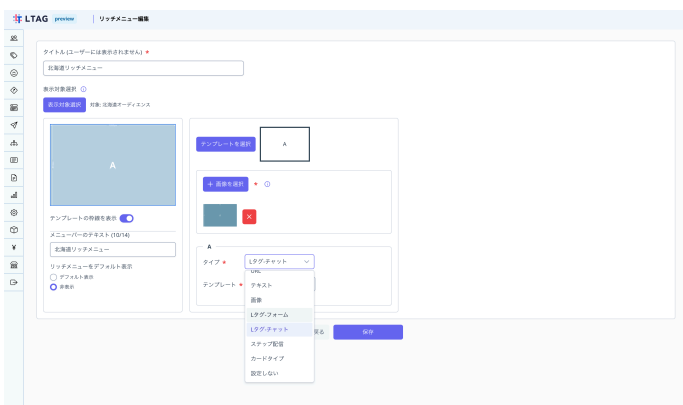 LTAG preview リッチメニュー編集
タイトル (ユーザーには表示されません) *
北海道リッチメニュー
表示対象選択
表示対象選択 対象: 北海道オーディエンス
A
テンプレートを選択 A
+ 画像を選択 *
テンプレートの枠線を表示
メニューバーのテキスト (10/14)
北海道リッチメニュー
リッチメニューをデフォルト表示
デフォルト表示
非表示
A
タイプ * Lタグ-チャット
テンプレート *
URL
テキスト
画像
Lタグ-フォーム
Lタグ-チャット
ステップ配信
カードタイプ
設定しない
戻る 保存